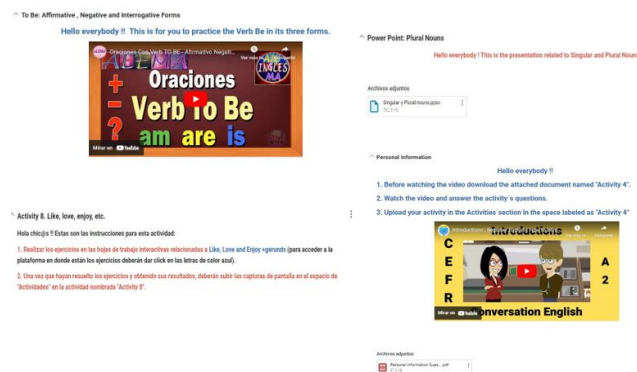 To Be: Affirmative , Negative and Interrogative Forms
Hello everybody !! This is for you to practice the Verb Be in its three forms.
Oraciones Con Verb TO BE - Afirmativo Negati...
Oraciones
Verb To Be
am are is
+
-
?
INGLES
MA
Mirar en YouTube
Activity 8. Like, love, enjoy, etc.
Hola chic@s !! Estas son las instrucciones para esta actividad:
1. Realizar los ejercicios en las hojas de trabajo interactivas relacionadas a Like, Love and Enjoy +gerunds (para acceder a la
plataforma en donde están los ejercicios deberán dar click en las letras de color azul).
2. Una vez que hayan resuelto los ejercicios y obtenido sus resultados, deberán subir las capturas de pantalla en el espacio de
"Actividades" en la actividad nombrada "Activity 8".
Power Point: Plural Nouns
Hello everybody ! This is the presentation related to Singular and Plural Noun
Archivos adjuntos
Singular y Plural nouns.pptx
Personal Information
Hello everybody !!
1. Before watching the video download the attached document named "Activity 4".
2. Watch the video and answer the activity´s questions.
3. Upload your activity in the Activities´section in the space labeled as "Activity 4"
Introductions
CEFR
A2
Mirar en YouTube
Conversation English
Archivos adjuntos
Personal Information Gues... .pdf